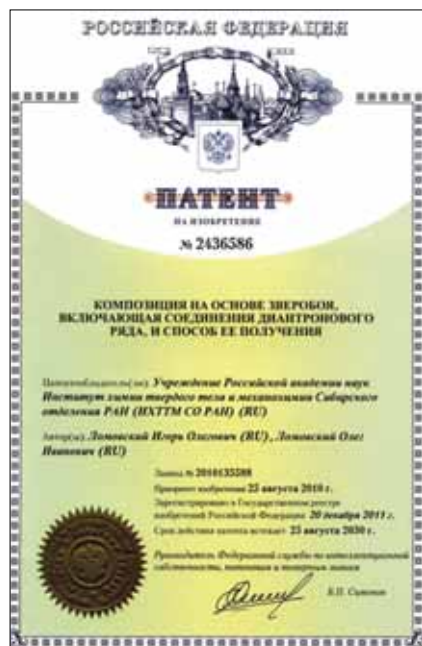 РОССИЙСКАЯ ФЕДЕРАЦИЯ
ПАТЕНТ
НА ИЗОБРЕТЕНИЕ
№ 2436586
КОМПОЗИЦИЯ НА ОСНОВЕ ЗВЕРОБОЯ,
ВКЛЮЧАЮЩАЯ СОЕДИНЕНИЯ ДИАНТРОНОВОГО
РЯДА, И СПОСОБ ЕЕ ПОЛУЧЕНИЯ
Патентообладатель(ли): Учреждение Российской академии наук
Институт химии твердого тела и механохимии Сибирского
отделения РАН (ИХТТМ СО РАН) (RU)
Автор(ы): Ломовский Игорь Олегович (RU), Ломовский Олег
Иванович (RU)
Заявка № 2010135588
Приоритет изобретения 25 августа 2010 г.
Зарегистрировано в Государственном реестре
изобретений Российской Федерации 20 декабря 2011 г.
Срок действия патента истекает 25 августа 2030 г.
Руководитель Федеральной службы по интеллектуальной
собственности, патентам и товарным знакам
Б.П. Симонов